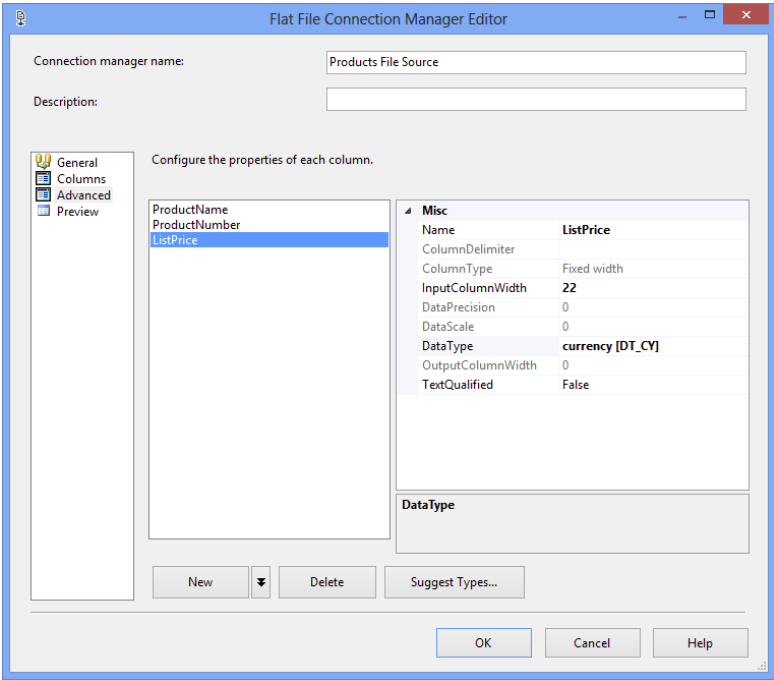 Flat File Connection Manager Editor
Connection manager name:
Products File Source
Description:
General
Columns
Advanced
Preview
Configure the properties of each column.
ProductName
ProductNumber
ListPrice
Misc
Name ListPrice
ColumnDelimiter
ColumnType Fixed width
InputColumnWidth 22
DataPrecision 0
DataScale 0
DataType currency [DT_CY]
OutputColumnWidth 0
TextQualified False
DataType
New
Delete
Suggest Types...
OK
Cancel
Help